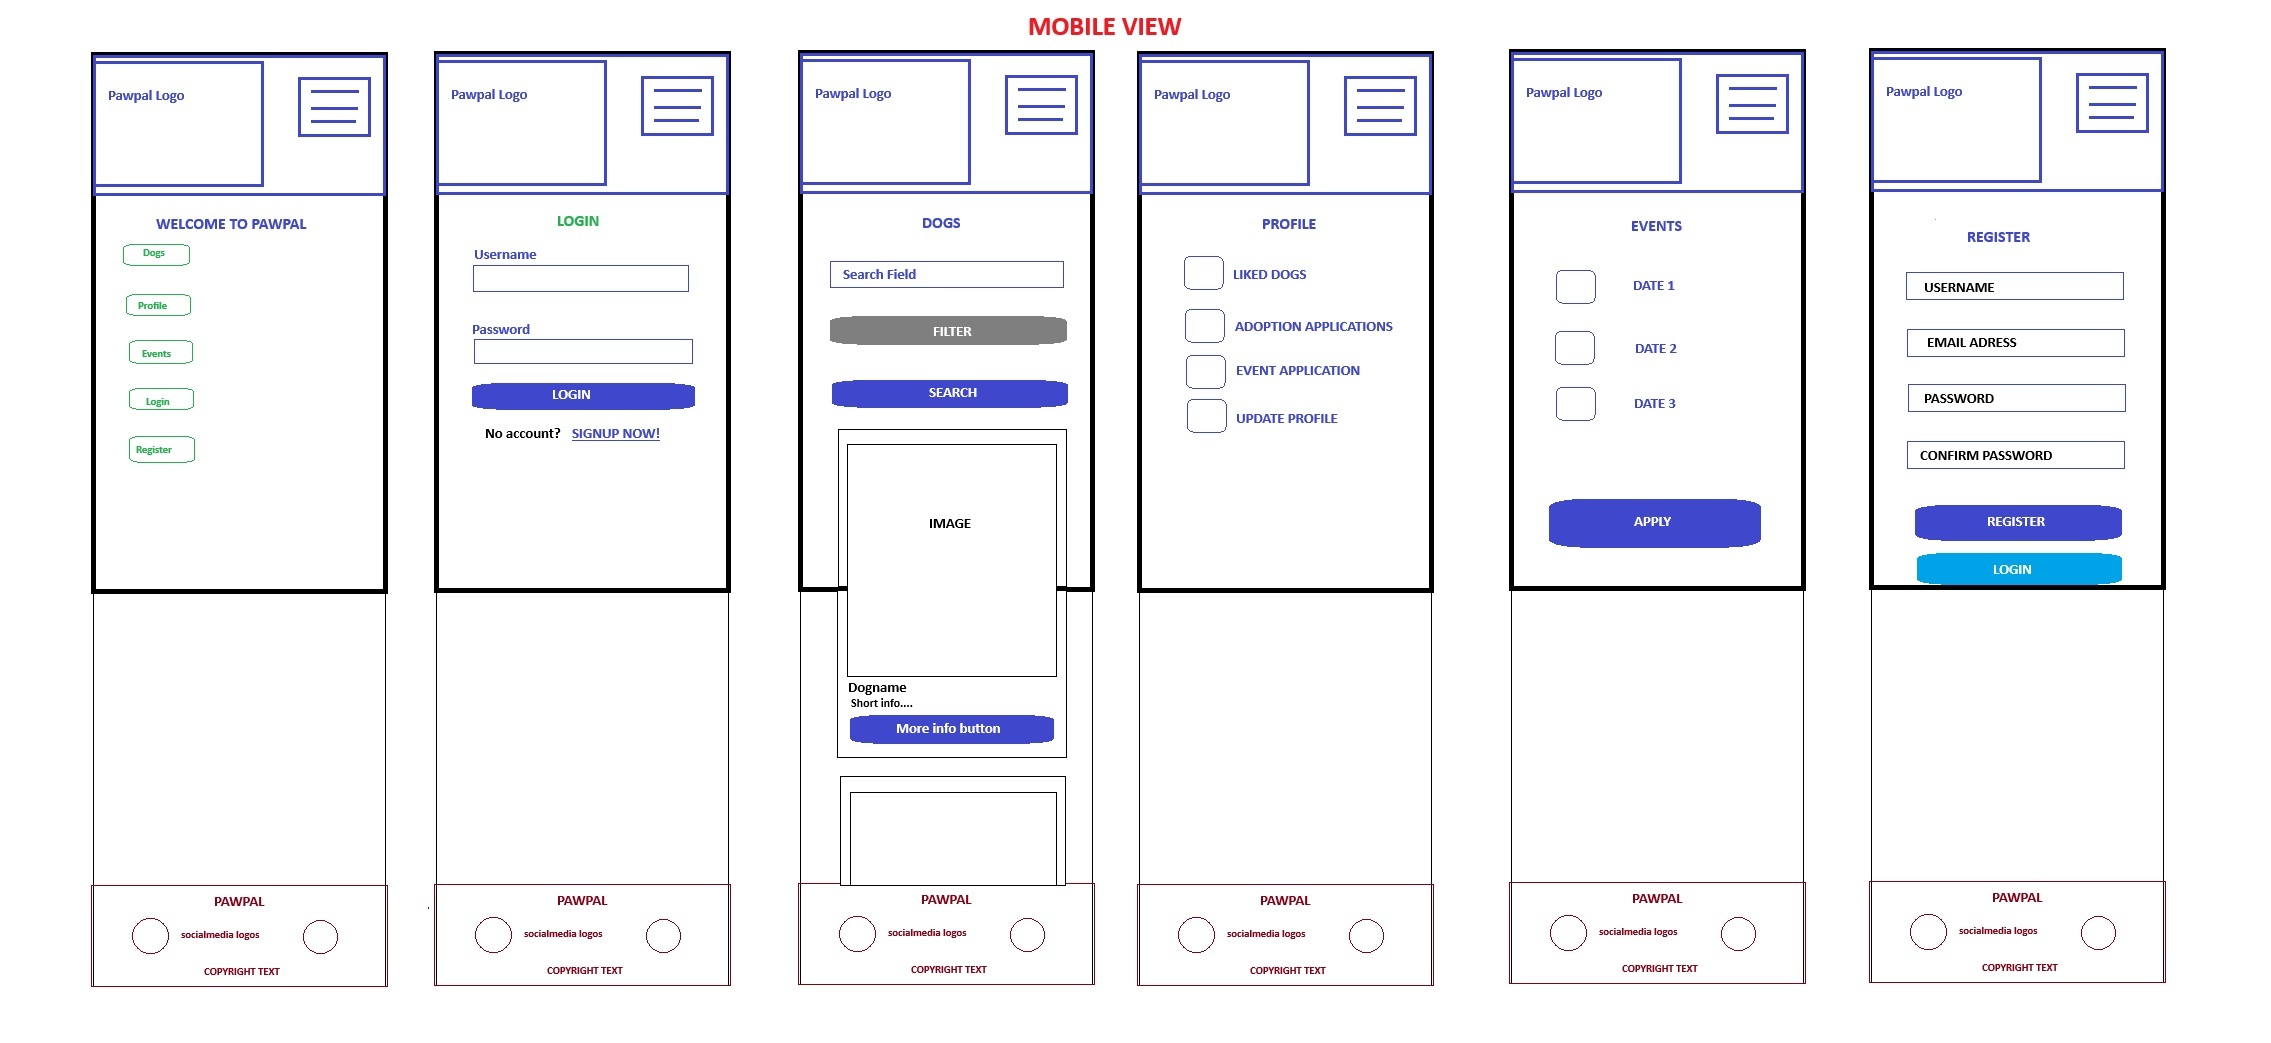 MOBILE VIEW
Pawpal Logo
WELCOME TO PAWPAL
Dogs
Profile
Events
Login
Register
PAWPAL
socialmedia logos
COPYRIGHT TEXT
Pawpal Logo
LOGIN
Username
Password
LOGIN
No account? SIGNUP NOW!
PAWPAL
socialmedia logos
COPYRIGHT TEXT
Pawpal Logo
DOGS
Search Field
FILTER
SEARCH
IMAGE
Dogname
Short info....
More info button
PAWPAL
socialmedia logos
COPYRIGHT TEXT
Pawpal Logo
PROFILE
LIKED DOGS
ADOPTION APPLICATIONS
EVENT APPLICATION
UPDATE PROFILE
PAWPAL
socialmedia logos
COPYRIGHT TEXT
Pawpal Logo
EVENTS
DATE 1
DATE 2
DATE 3
APPLY
PAWPAL
socialmedia logos
COPYRIGHT TEXT
Pawpal Logo
REGISTER
USERNAME
EMAIL ADRESS
PASSWORD
CONFIRM PASSWORD
REGISTER
LOGIN
PAWPAL
socialmedia logos
COPYRIGHT TEXT